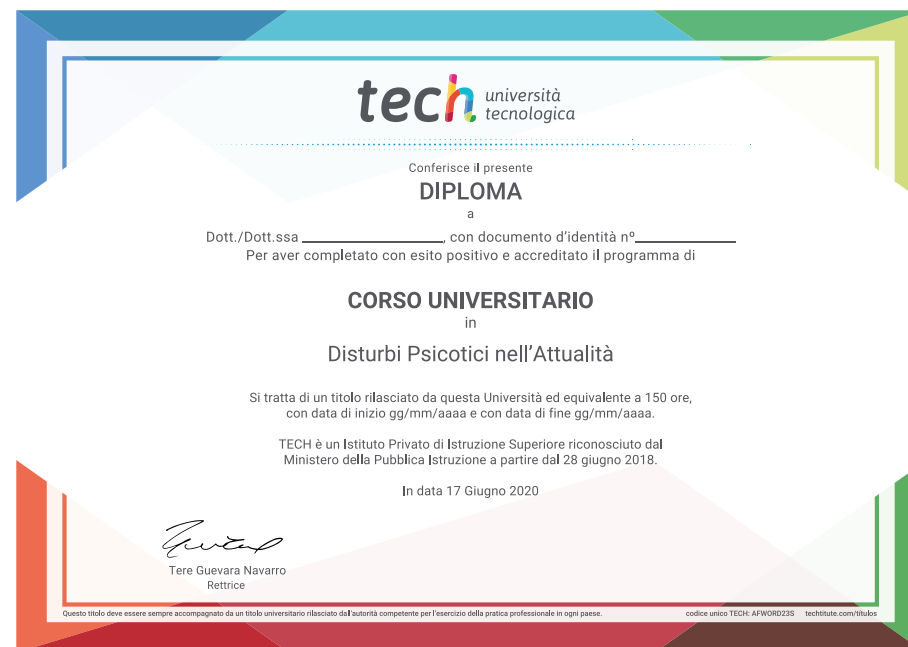 tech università
tecnologica
Conferisce il presente
DIPLOMA
a
Dott./Dott.ssa ____________________, con documento d'identità nº______________
Per aver completato con esito positivo e accreditato il programma di
CORSO UNIVERSITARIO
in
Disturbi Psicotici nell'Attualità
Si tratta di un titolo rilasciato da questa Università ed equivalente a 150 ore,
con data di inizio gg/mm/aaaa e con data di fine gg/mm/aaaa.
TECH è un Istituto Privato di Istruzione Superiore riconosciuto dal
Ministero della Pubblica Istruzione a partire dal 28 giugno 2018.
In data 17 Giugno 2020
Tere Guevara Navarro
Rettrice
Questo titolo deve essere sempre accompagnato da un titolo universitario rilasciato dall'autorità competente per l'esercizio della pratica professionale in ogni paese. codice unico TECH: AFWORD23S techtitute.com/titulos